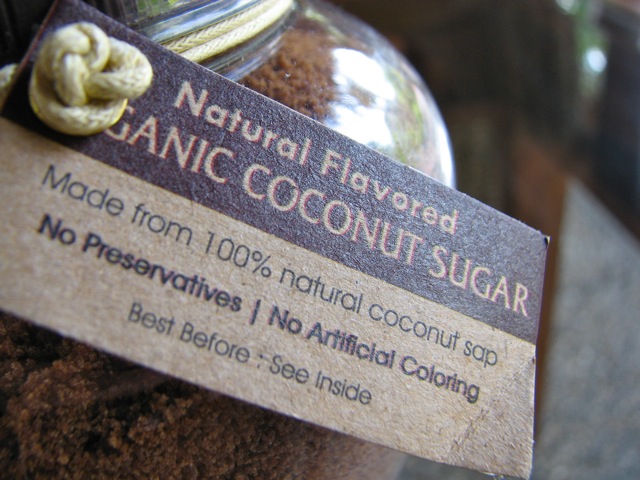 Natural Flavored
GANIC COCONUT SUGAR
Made from 100% natural coconut sap
No Preservatives | No Artificial Coloring
Best Before : See Inside